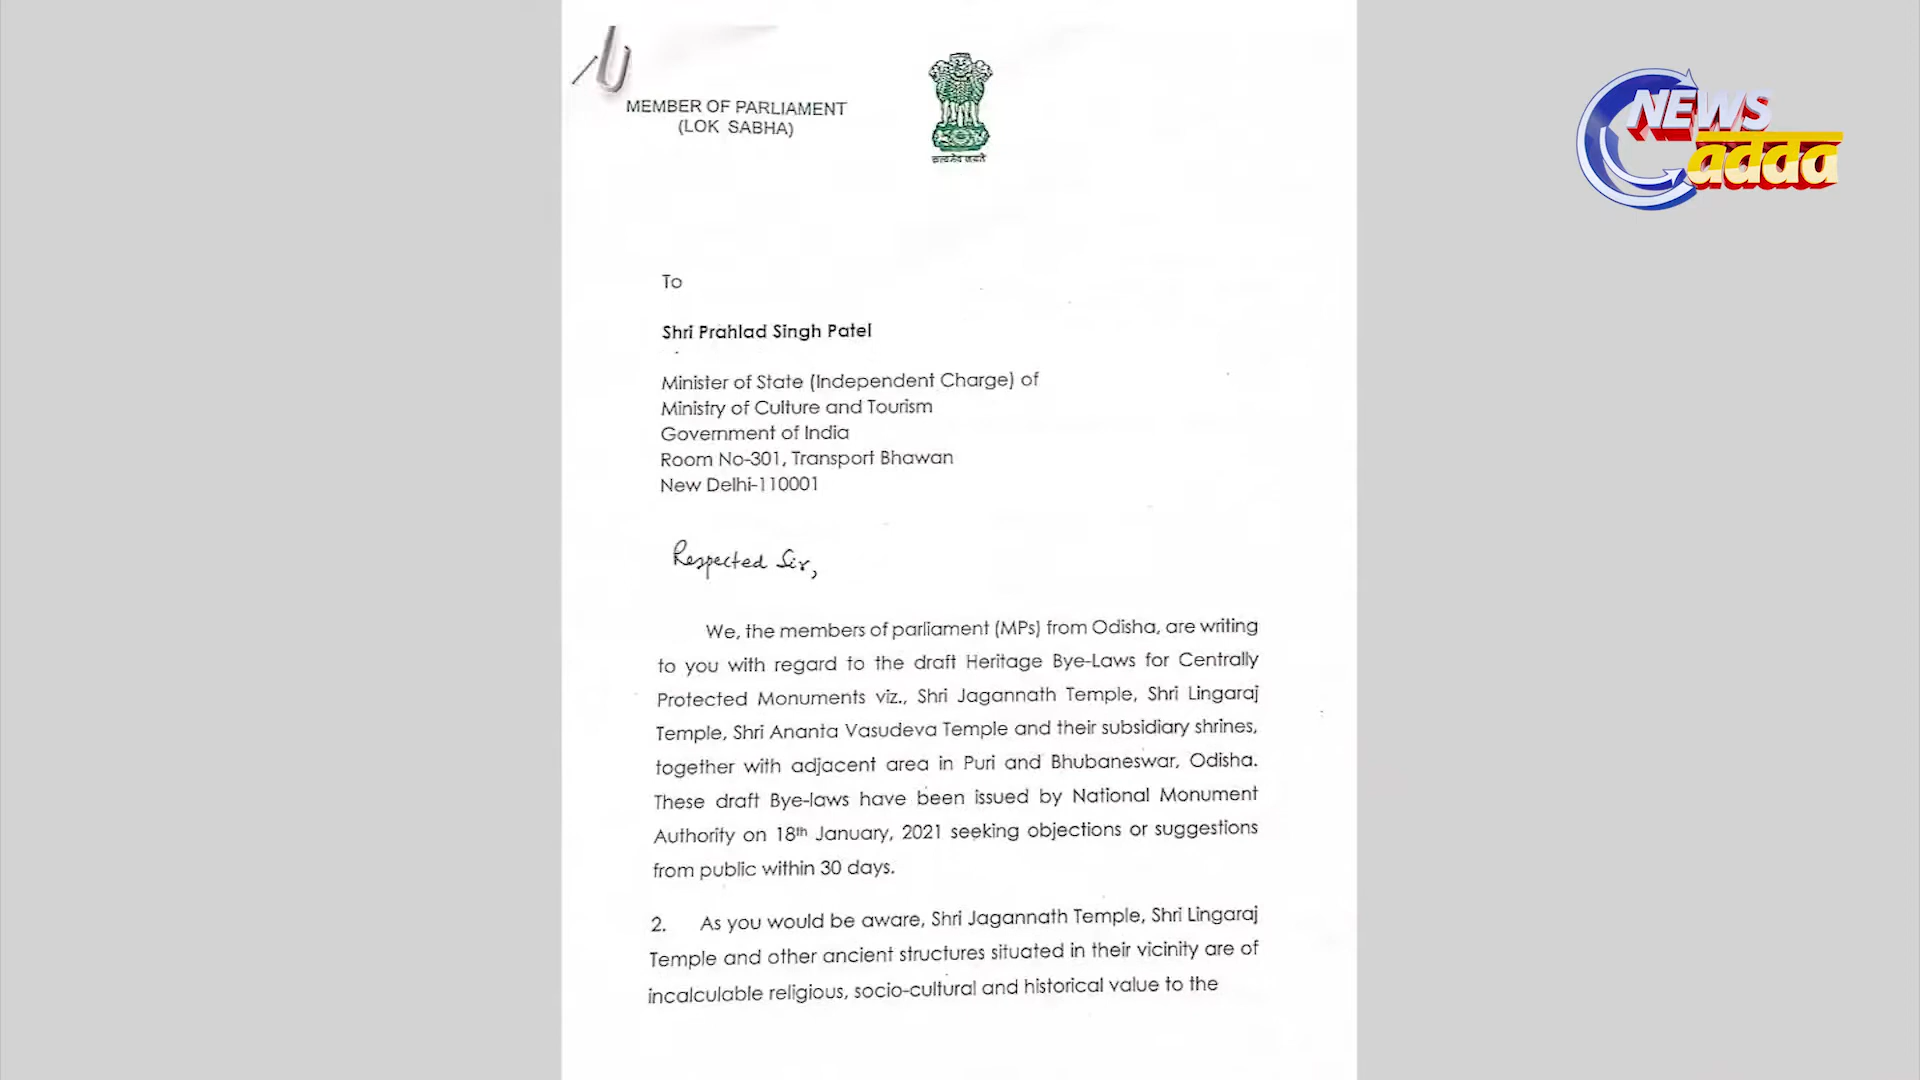 MEMBER OF PARLIAMENT
(LOK SABHA)
सत्यमेव जयते
NEWS
adda
To
Shri Prahlad Singh Patel
Minister of State (Independent Charge) of
Ministry of Culture and Tourism
Government of India
Room No-301, Transport Bhawan
New Delhi-110001
Respected Sir,
We, the members of parliament (MPs) from Odisha, are writing
to you with regard to the draft Heritage Bye-Laws for Centrally
Protected Monuments viz., Shri Jagannath Temple, Shri Lingaraj
Temple, Shri Ananta Vasudeva Temple and their subsidiary shrines,
together with adjacent area in Puri and Bhubaneswar, Odisha.
These draft Bye-laws have been issued by National Monument
Authority on 18th January, 2021 seeking objections or suggestions
from public within 30 days.
2. As you would be aware, Shri Jagannath Temple, Shri Lingaraj
Temple and other ancient structures situated in their vicinity are of
incalculable religious, socio-cultural and historical value to the